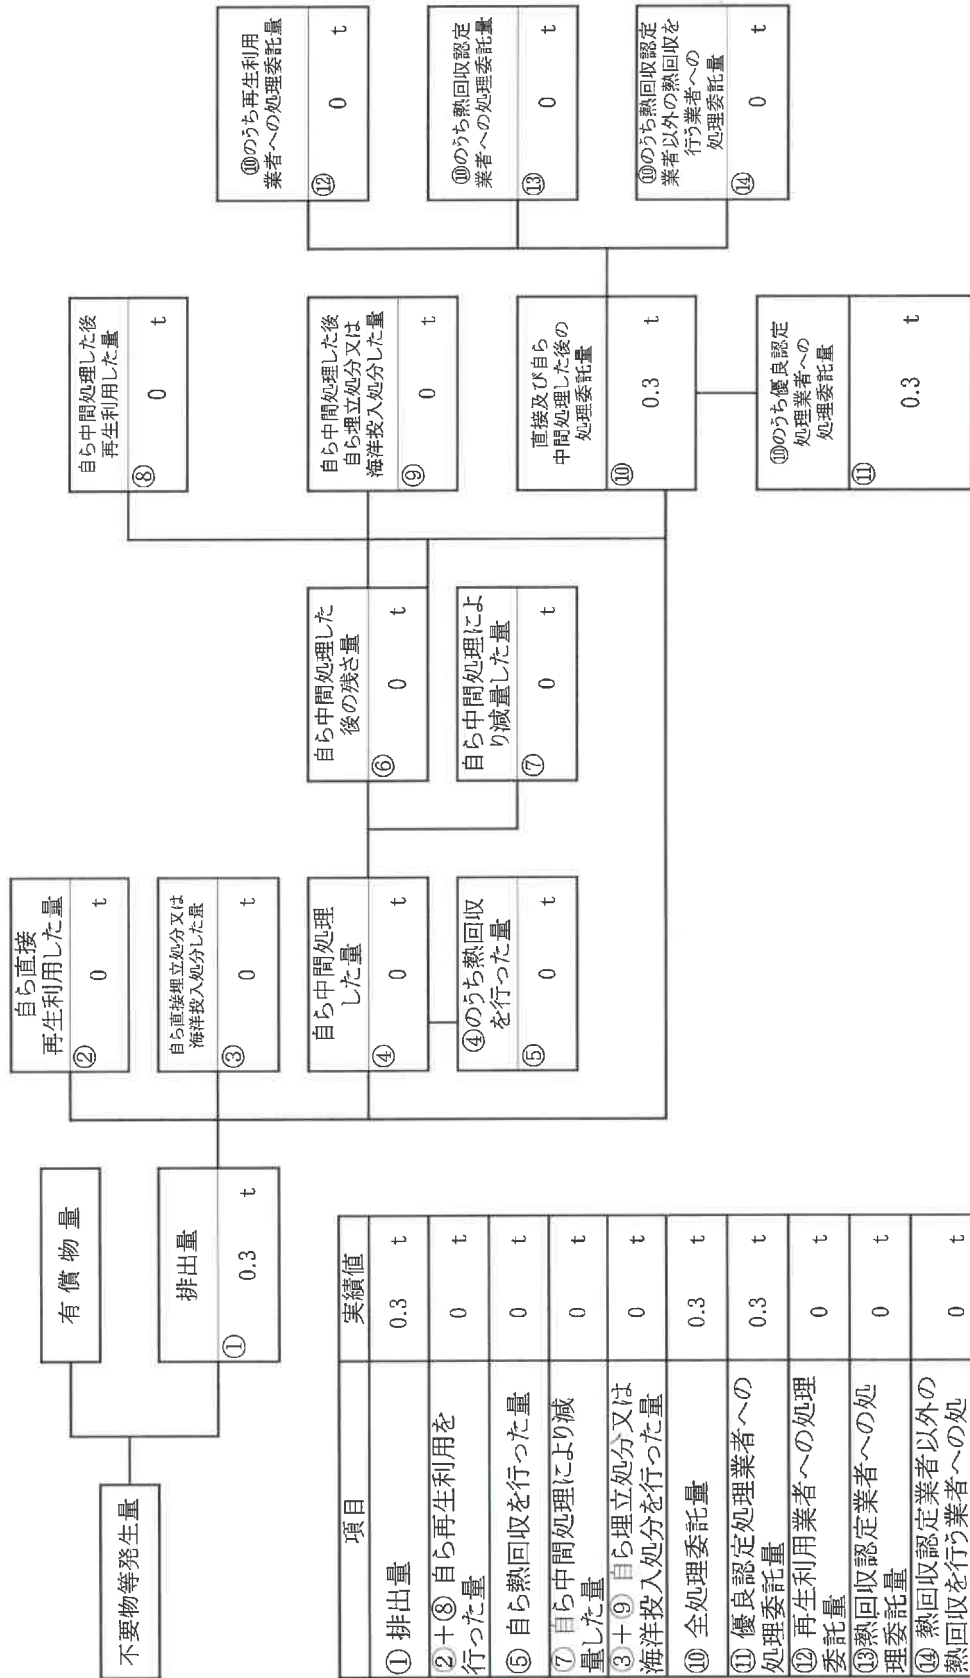 不要物等発生量
有償物量
排出量
① 0.3 t
自ら直接
再生利用した量
② 0 t
自ら直接埋立処分又は
海洋投入処分した量
③ 0 t
自ら中間処理
した量
④ 0 t
④のうち熱回収
を行った量
⑤ 0 t
自ら中間処理した
後の残さ量
⑥ 0 t
自ら中間処理によ
り減量した量
⑦ 0 t
自ら中間処理した後
再生利用した量
⑧ 0 t
自ら中間処理した後
自ら埋立処分又は
海洋投入処分した量
⑨ 0 t
直接及び自ら
中間処理した後の
処理委託量
⑩ 0.3 t
⑩のうち優良認定
処理業者への
処理委託量
⑪ 0.3 t
⑩のうち再生利用
業者への処理委託量
⑫ 0 t
⑩のうち熱回収認定
業者への処理委託量
⑬ 0 t
⑩のうち熱回収認定
業者以外の熱回収を
行う業者への
処理委託量
⑭ 0 t
項目 実績値
① 排出量 0.3 t
②+⑧ 自ら再生利用を
行った量 0 t
⑤ 自ら熱回収を行った量 0 t
⑦ 自ら中間処理により減
量した量 0 t
③+⑨ 自ら埋立処分又は
海洋投入処分を行った量 0 t
⑩ 全処理委託量 0.3 t
⑪ 優良認定処理業者への
処理委託量 0.3 t
⑫ 再生利用業者への処理
委託量 0 t
⑬熱回収認定業者への処
理委託量 0 t
⑭ 熱回収認定業者以外の
熱回収を行う業者への処 0 t